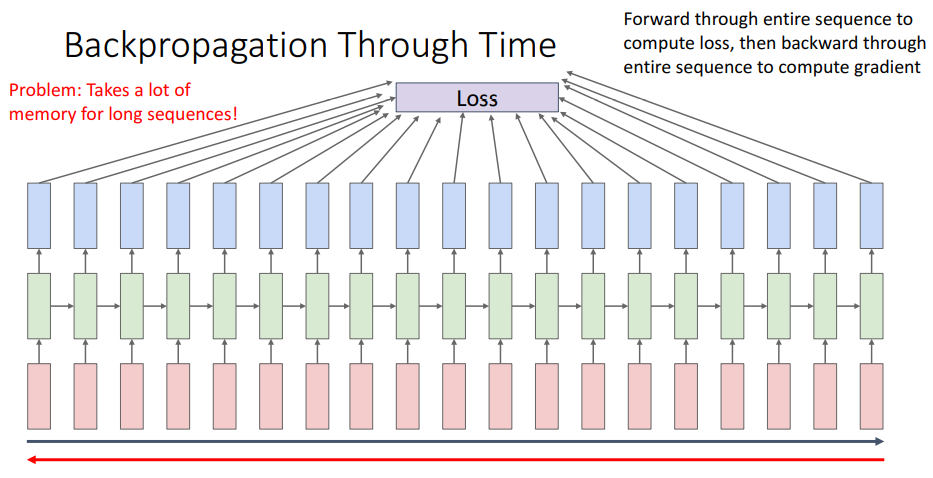 Backpropagation Through Time
Forward through entire sequence to
compute loss, then backward through
entire sequence to compute gradient
Problem: Takes a lot of
memory for long sequences!
Loss